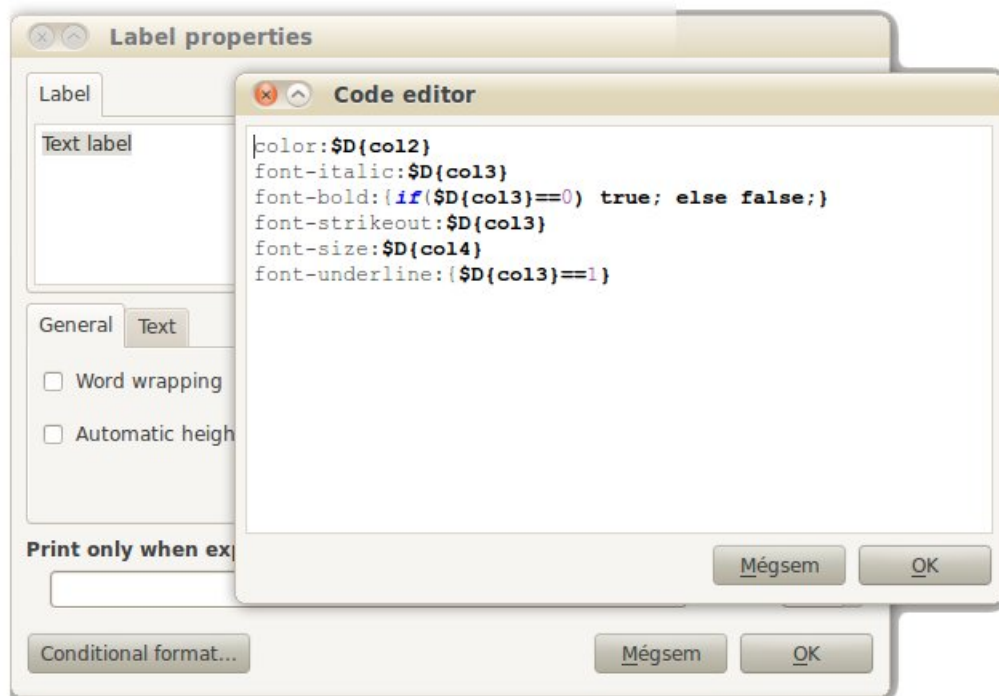 Label properties
Label
Text label
General
Text
Word wrapping
Automatic heigh
Print only when ex
Conditional format...
Mégsem
OK
Code editor
color:$D{col2}
font-italic:$D{col3}
font-bold:{if($D{col3}==0) true; else false;}
font-strikeout:$D{col3}
font-size:$D{col4}
font-underline:{$D{col3}==1}
Mégsem
OK